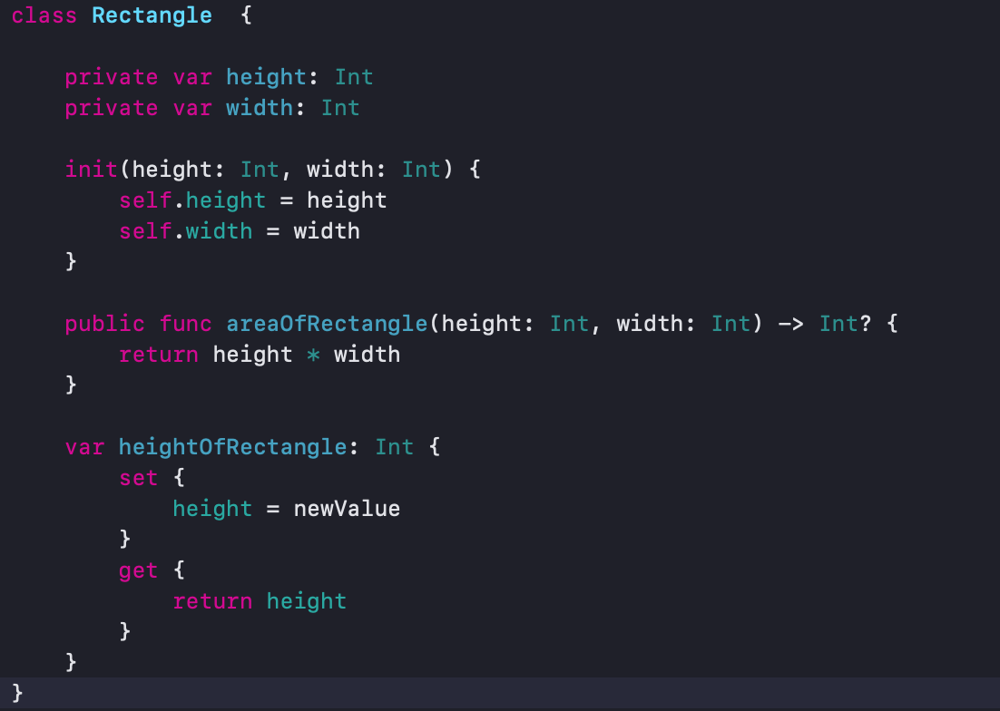 class Rectangle  {
    private var height: Int
    private var width: Int
    init(height: Int, width: Int) {
        self.height = height
        self.width = width
    }
    public func areaOfRectangle(height: Int, width: Int) -> Int? {
        return height * width
    }
    var heightOfRectangle: Int {
        set {
            height = newValue
        }
        get {
            return height
        }
    }
}